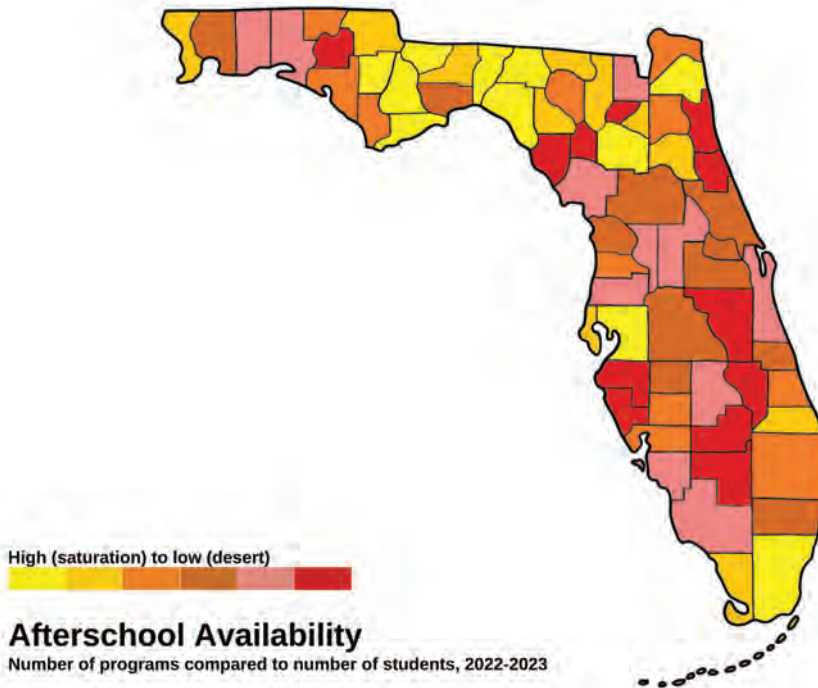 High (saturation) to low (desert)
Afterschool Availability
Number of programs compared to number of students, 2022-2023